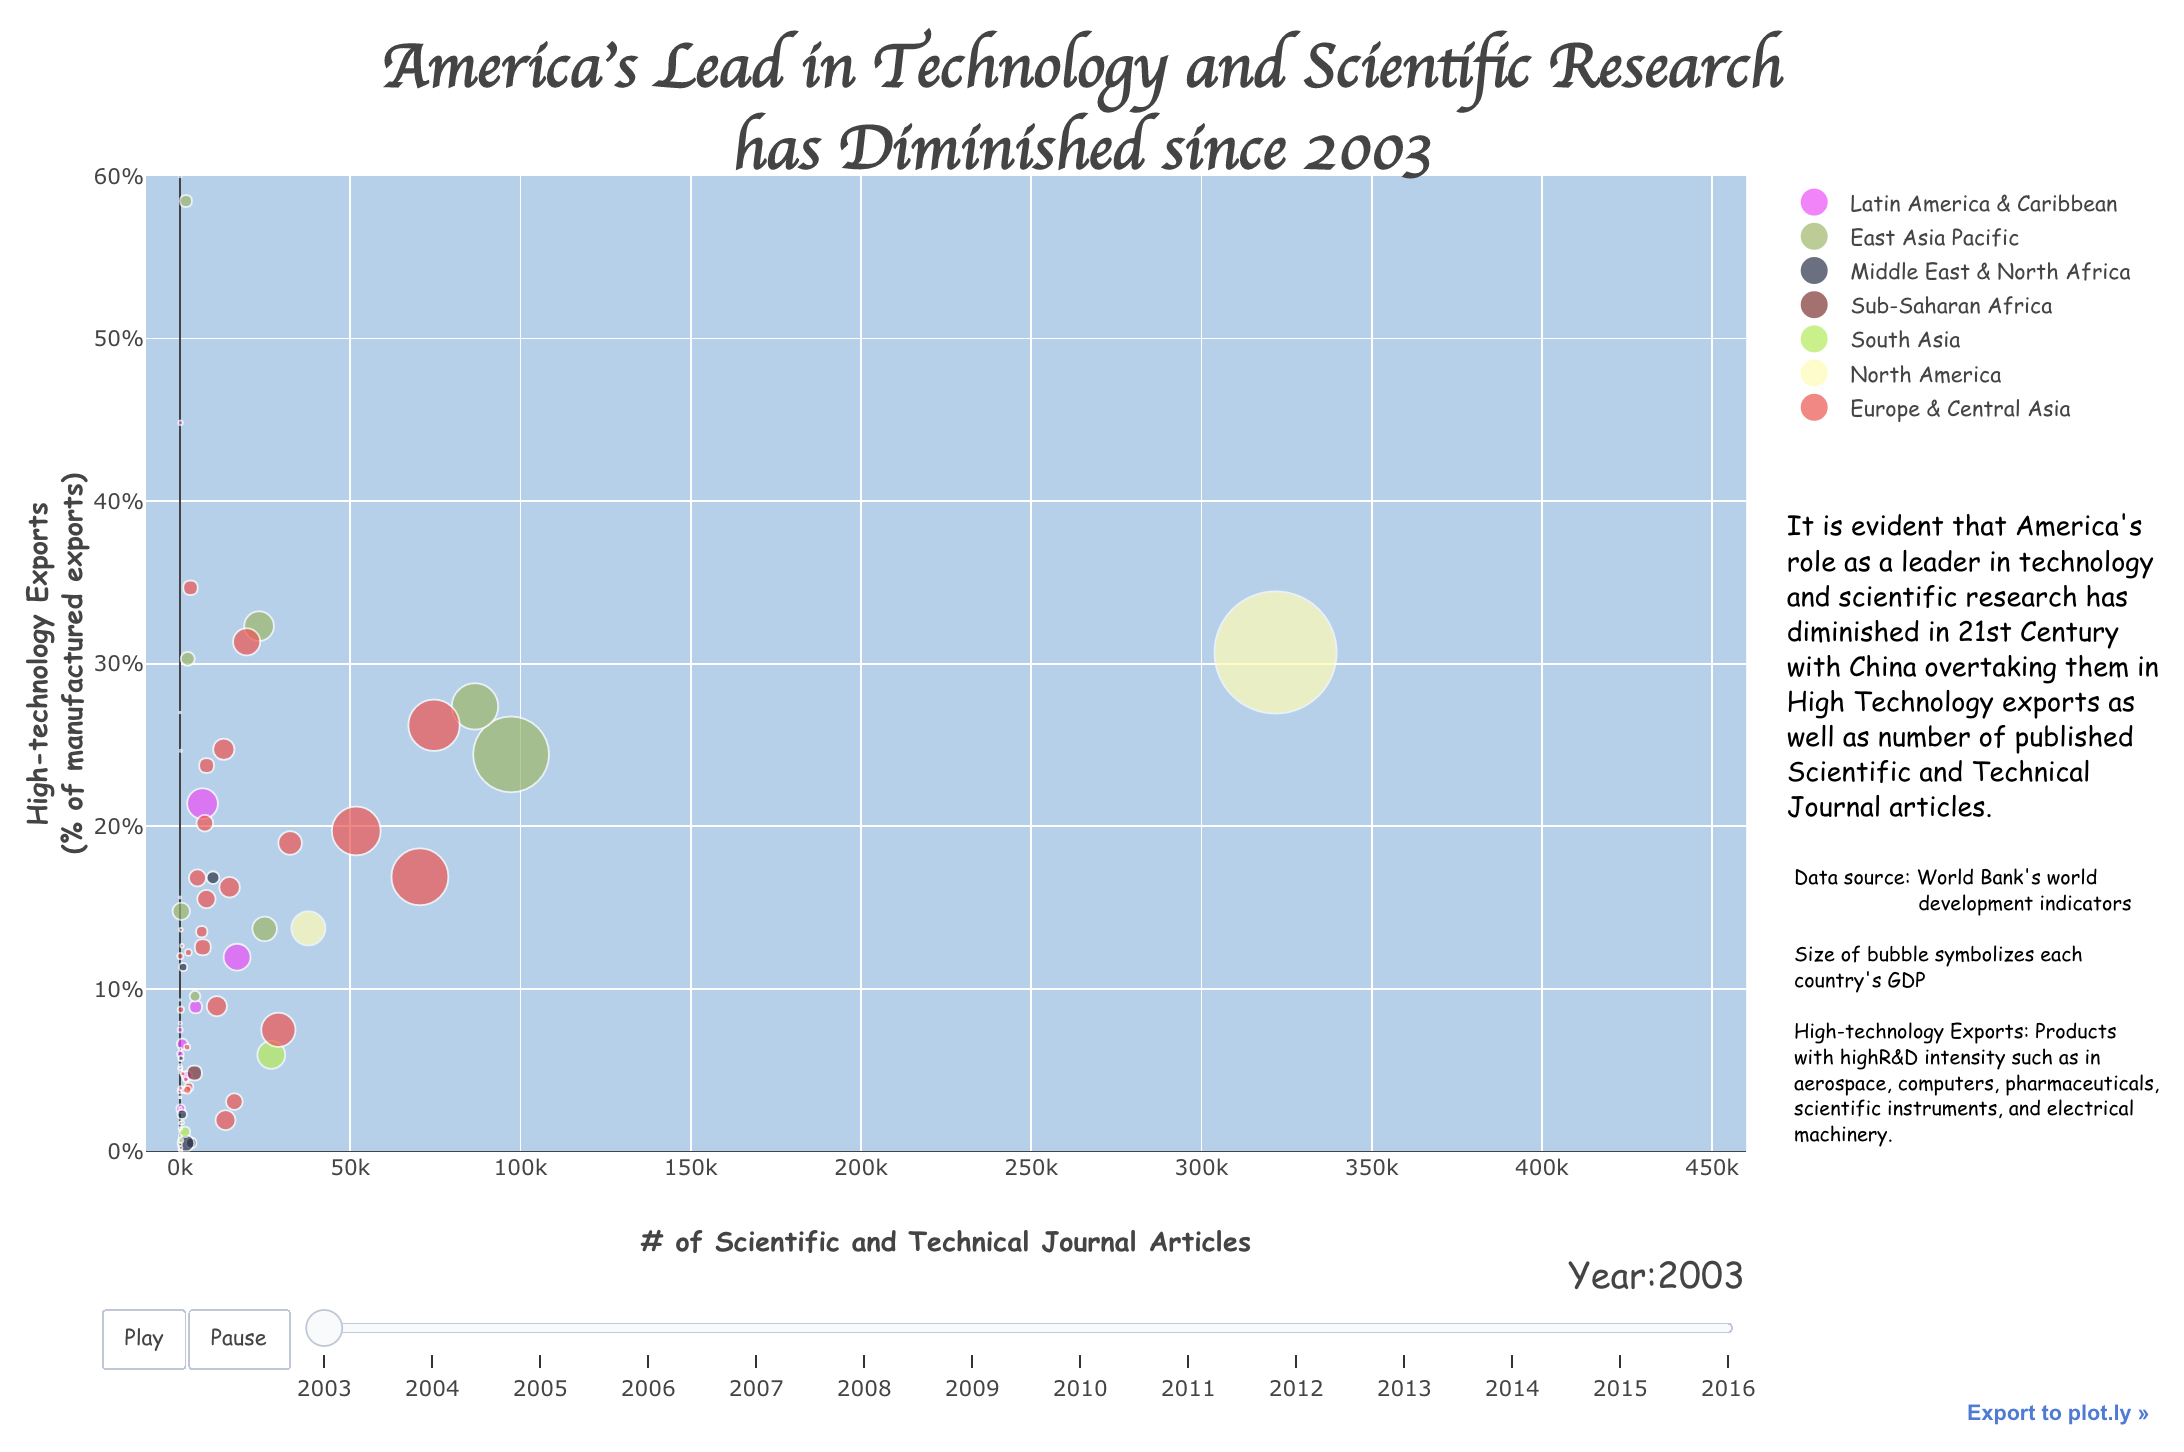 America's Lead in Technology and Scientific Research
has Diminished since 2003
60%
50%
40%
30%
20%
10%
0%
High-technology Exports
(% of manufactured exports)
0k
50k
100k
150k
200k
250k
300k
350k
400k
450k
# of Scientific and Technical Journal Articles
Latin America & Caribbean
East Asia Pacific
Middle East & North Africa
Sub-Saharan Africa
South Asia
North America
Europe & Central Asia
It is evident that America's
role as a leader in technology
and scientific research has
diminished in 21st Century
with China overtaking them in
High Technology exports as
well as number of published
Scientific and Technical
Journal articles.
Data source: World Bank's world
development indicators
Size of bubble symbolizes each
country's GDP
High-technology Exports: Products
with highR&D intensity such as in
aerospace, computers, pharmaceuticals,
scientific instruments, and electrical
machinery.
Year:2003
Play
Pause
2003
2004
2005
2006
2007
2008
2009
2010
2011
2012
2013
2014
2015
2016
Export to plot.ly »